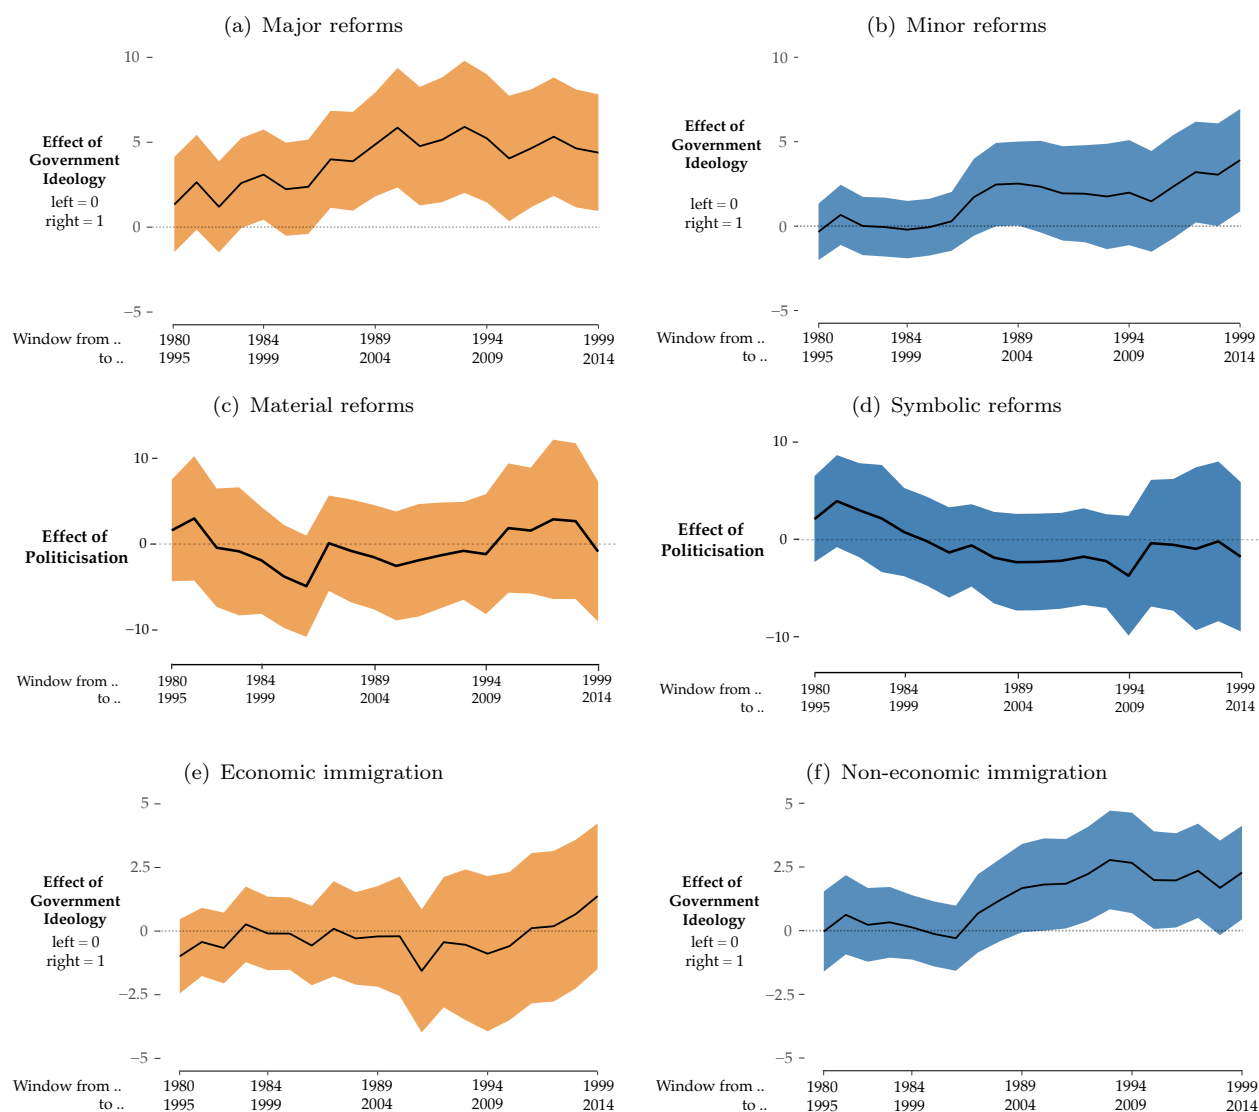 (a) Major reforms
10
5
0
−5
Effect of
Government
Ideology
left = 0
right = 1
Window from ..
to ..
1980 1984 1989 1994 1999
1995 1999 2004 2009 2014
(b) Minor reforms
10
5
0
−5
Effect of
Government
Ideology
left = 0
right = 1
Window from ..
to ..
1980 1984 1989 1994 1999
1995 1999 2004 2009 2014
(c) Material reforms
10
0
−10
Effect of
Politicisation
Window from ..
to ..
1980 1984 1989 1994 1999
1995 1999 2004 2009 2014
(d) Symbolic reforms
10
0
−10
Effect of
Politicisation
Window from ..
to ..
1980 1984 1989 1994 1999
1995 1999 2004 2009 2014
(e) Economic immigration
5
2.5
0
−2.5
−5
Effect of
Government
Ideology
left = 0
right = 1
Window from ..
to ..
1980 1984 1989 1994 1999
1995 1999 2004 2009 2014
(f) Non-economic immigration
5
2.5
0
−2.5
−5
Effect of
Government
Ideology
left = 0
right = 1
Window from ..
to ..
1980 1984 1989 1994 1999
1995 1999 2004 2009 2014